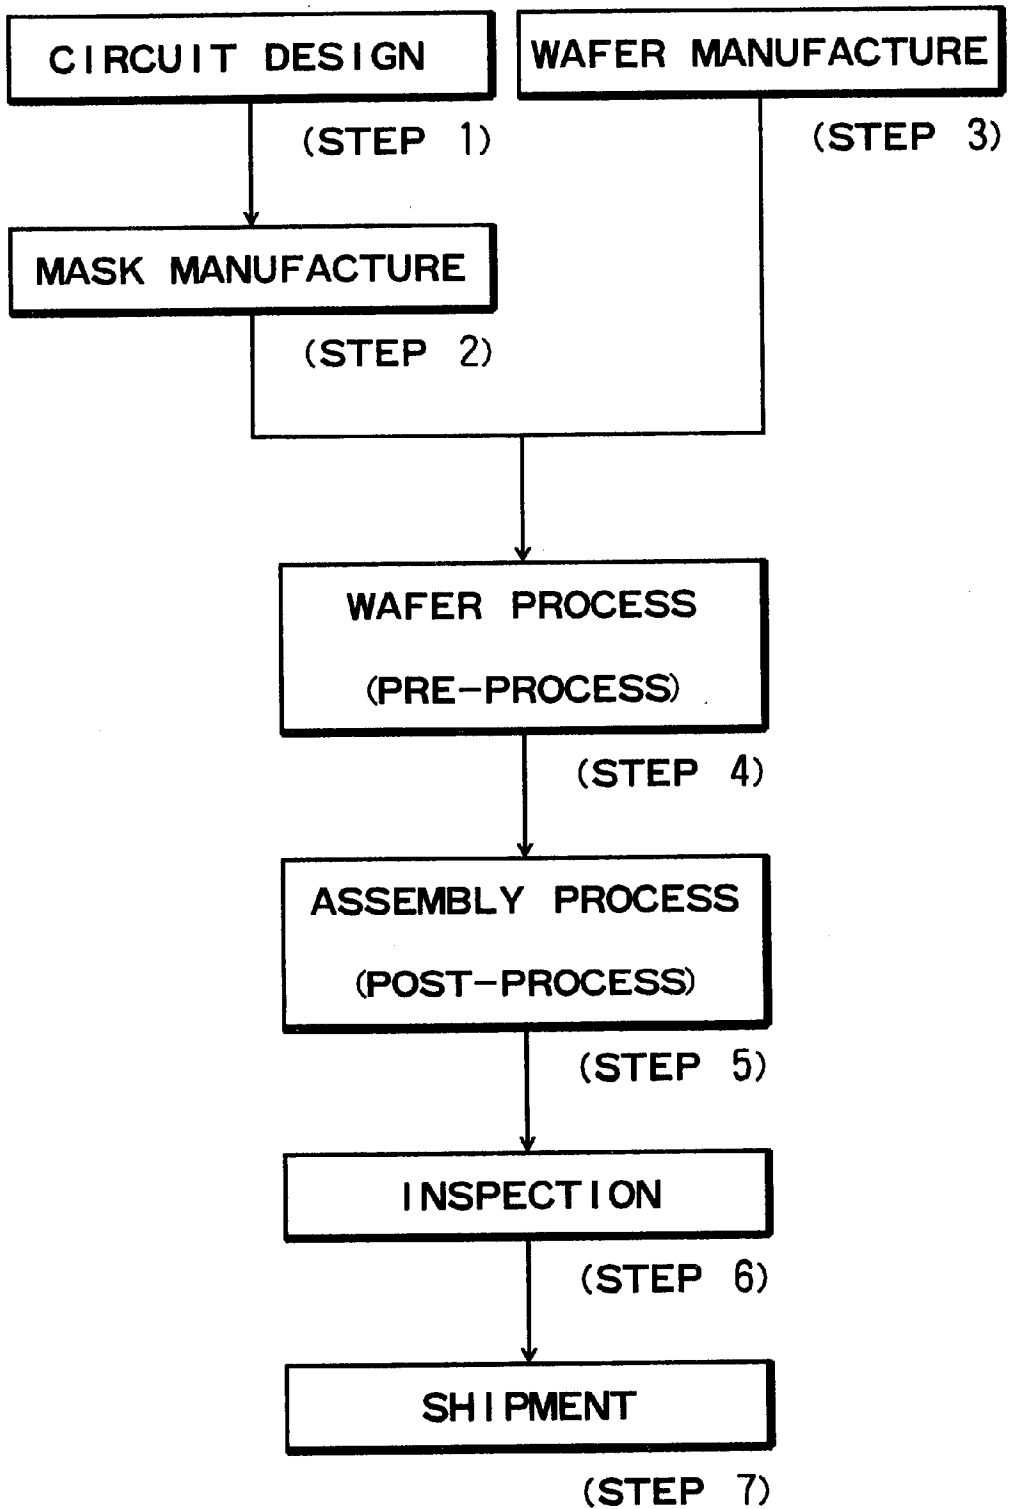 CIRCUIT DESIGN
(STEP 1)
WAFER MANUFACTURE
(STEP 3)
MASK MANUFACTURE
(STEP 2)
WAFER PROCESS
(PRE-PROCESS)
(STEP 4)
ASSEMBLY PROCESS
(POST-PROCESS)
(STEP 5)
INSPECTION
(STEP 6)
SHIPMENT
(STEP 7)